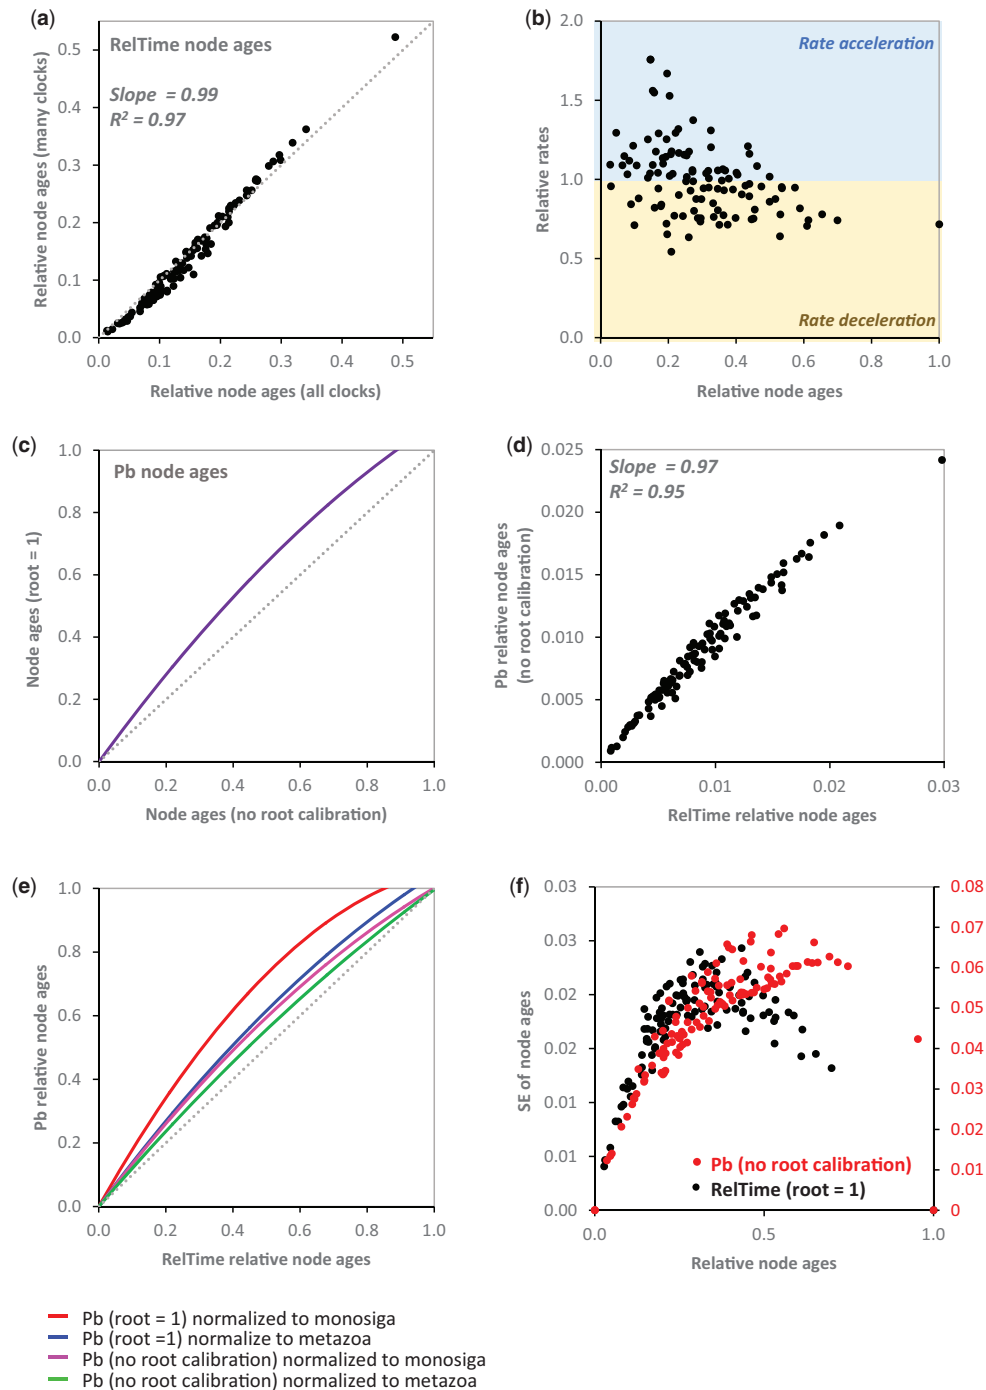 (a)
RelTime node ages
Slope = 0.99
R² = 0.97
Relative node ages (many clocks)
0.5
0.4
0.3
0.2
0.1
0.0
0.0 0.1 0.2 0.3 0.4 0.5
Relative node ages (all clocks)
(b)
Rate acceleration
Rate deceleration
Relative rates
2.0
1.5
1.0
0.5
0.0
0.0 0.2 0.4 0.6 0.8 1.0
Relative node ages
(c)
Pb node ages
Node ages (root = 1)
1.0
0.8
0.6
0.4
0.2
0.0
0.0 0.2 0.4 0.6 0.8 1.0
Node ages (no root calibration)
(d)
Slope = 0.97
R² = 0.95
Pb relative node ages
(no root calibration)
0.025
0.020
0.015
0.010
0.005
0.000
0.00 0.01 0.02 0.03
RelTime relative node ages
(e)
Pb relative node ages
1.0
0.8
0.6
0.4
0.2
0.0
0.0 0.2 0.4 0.6 0.8 1.0
RelTime relative node ages
(f)
SE of node ages
0.03
0.03
0.02
0.02
0.01
0.01
0.00
0.08
0.07
0.06
0.05
0.04
0.03
0.02
0.01
0
Pb (no root calibration)
RelTime (root = 1)
0.0 0.5 1.0
Relative node ages
Pb (root = 1) normalized to monosiga
Pb (root =1) normalize to metazoa
Pb (no root calibration) normalized to monosiga
Pb (no root calibration) normalized to metazoa